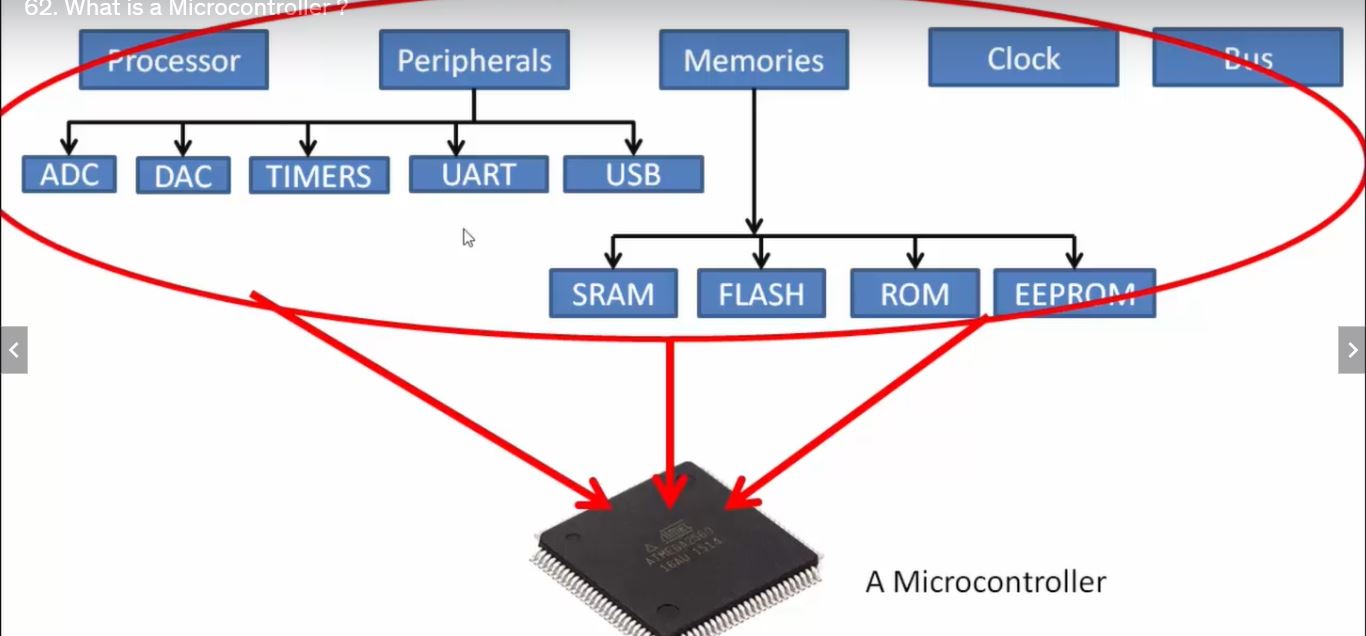 62. What is a Microcontroller ?
Processor
Peripherals
Memories
Clock
Bus
ADC
DAC
TIMERS
UART
USB
SRAM
FLASH
ROM
EEPROM
ATMEL
ATMEGA2560
16AU 1514
A Microcontroller